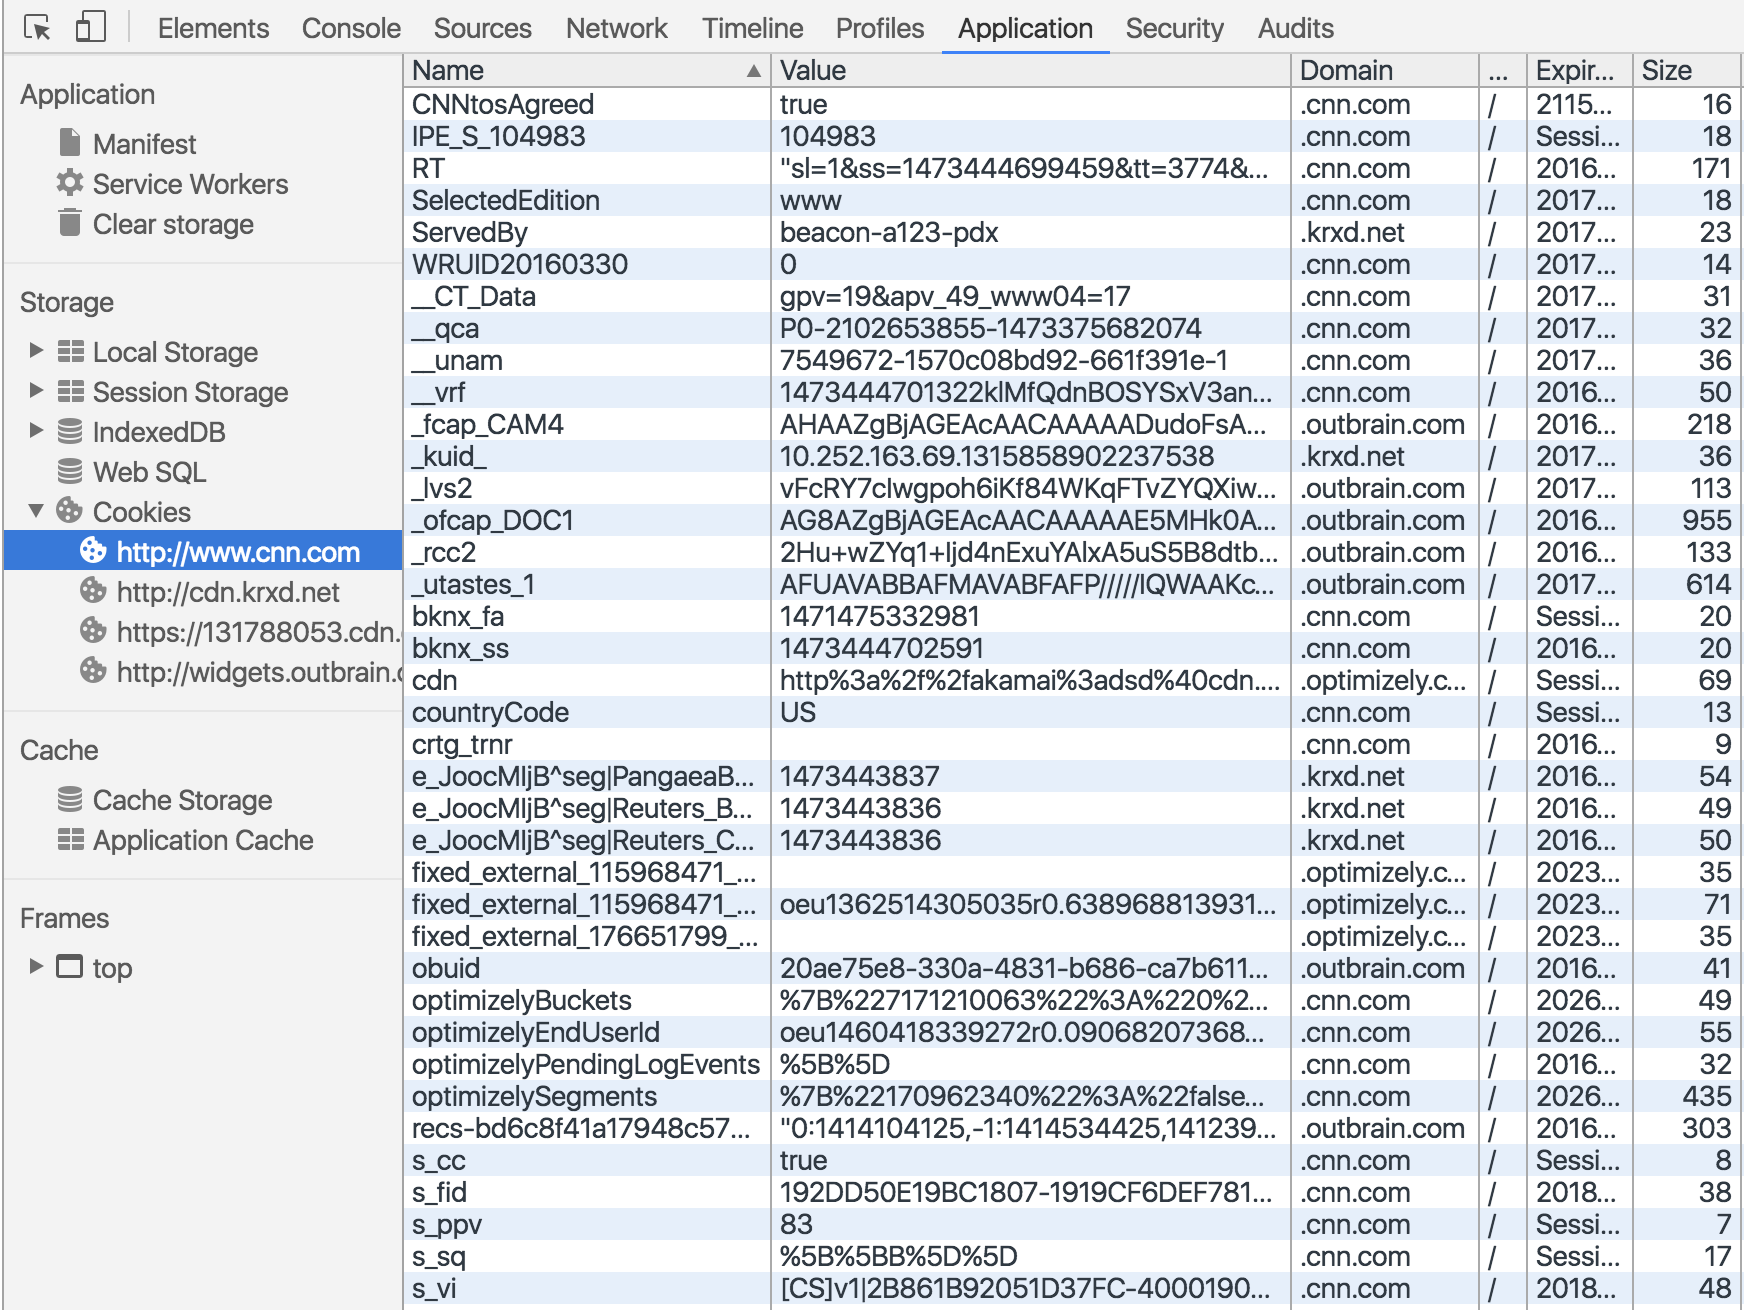 Elements Console Sources Network Timeline Profiles Application Security Audits
Application
Manifest
Service Workers
Clear storage
Storage
Local Storage
Session Storage
IndexedDB
Web SQL
Cookies
http://www.cnn.com
http://cdn.krxd.net
https://131788053.cdn.
http://widgets.outbrain.c
Cache
Cache Storage
Application Cache
Frames
top
Name Value Domain ... Expir... Size
CNNtosAgreed true .cnn.com / 2115... 16
IPE_S_104983 104983 .cnn.com / Sessi... 18
RT "sl=1&ss=1473444699459&tt=3774&... .cnn.com / 2016... 171
SelectedEdition www .cnn.com / 2017... 18
ServedBy beacon-a123-pdx .krxd.net / 2017... 23
WRUID20160330 0 .cnn.com / 2017... 14
__CT_Data gpv=19&apv_49_www04=17 .cnn.com / 2017... 31
__qca P0-2102653855-1473375682074 .cnn.com / 2017... 32
__unam 7549672-1570c08bd92-661f391e-1 .cnn.com / 2017... 36
__vrf 1473444701322klMfQdnBOSYSxV3an... .cnn.com / 2016... 50
_fcap_CAM4 AHAAZgBjAGEAcAACAAAAADudoFsA... .outbrain.com / 2016... 218
_kuid_ 10.252.163.69.1315858902237538 .krxd.net / 2017... 36
_lvs2 vFcRY7cIwgpoh6iKf84WKqFTvZYQXiw... .outbrain.com / 2017... 113
_ofcap_DOC1 AG8AZgBjAGEAcAACAAAAAE5MHk0A... .outbrain.com / 2016... 955
_rcc2 2Hu+wZYq1+Ijd4nExuYAlxA5uS5B8dtb... .outbrain.com / 2016... 133
_utastes_1 AFUAVABBAFMAVABFAFP/////IQWAAKc... .outbrain.com / 2017... 614
bknx_fa 1471475332981 .cnn.com / Sessi... 20
bknx_ss 1473444702591 .cnn.com / 2016... 20
cdn http%3a%2f%2fakamai%3adsd%40cdn.... .optimizely.c... / Sessi... 69
countryCode US .cnn.com / Sessi... 13
crtg_trnr .cnn.com / 2016... 9
e_JoocMIjB^seg|PangaeaB... 1473443837 .krxd.net / 2016... 54
e_JoocMIjB^seg|Reuters_B... 1473443836 .krxd.net / 2016... 49
e_JoocMIjB^seg|Reuters_C... 1473443836 .krxd.net / 2016... 50
fixed_external_115968471_... .optimizely.c... / 2023... 35
fixed_external_115968471_... oeu1362514305035r0.638968813931... .optimizely.c... / 2023... 71
fixed_external_176651799_... .optimizely.c... / 2023... 35
obuid 20ae75e8-330a-4831-b686-ca7b611... .outbrain.com / 2016... 41
optimizelyBuckets %7B%227171210063%22%3A%220%2... .cnn.com / 2026... 49
optimizelyEndUserId oeu1460418339272r0.09068207368... .cnn.com / 2026... 55
optimizelyPendingLogEvents %5B%5D .cnn.com / 2016... 32
optimizelySegments %7B%22170962340%22%3A%22false... .cnn.com / 2026... 435
recs-bd6c8f41a17948c57... "0:1414104125,-1:1414534425,141239... .outbrain.com / 2016... 303
s_cc true .cnn.com / Sessi... 8
s_fid 192DD50E19BC1807-1919CF6DEF781... .cnn.com / 2018... 38
s_ppv 83 .cnn.com / Sessi... 7
s_sq %5B%5BB%5D%5D .cnn.com / Sessi... 17
s_vi [CS]v1|2B861B92051D37FC-4000190... .cnn.com / 2018... 48